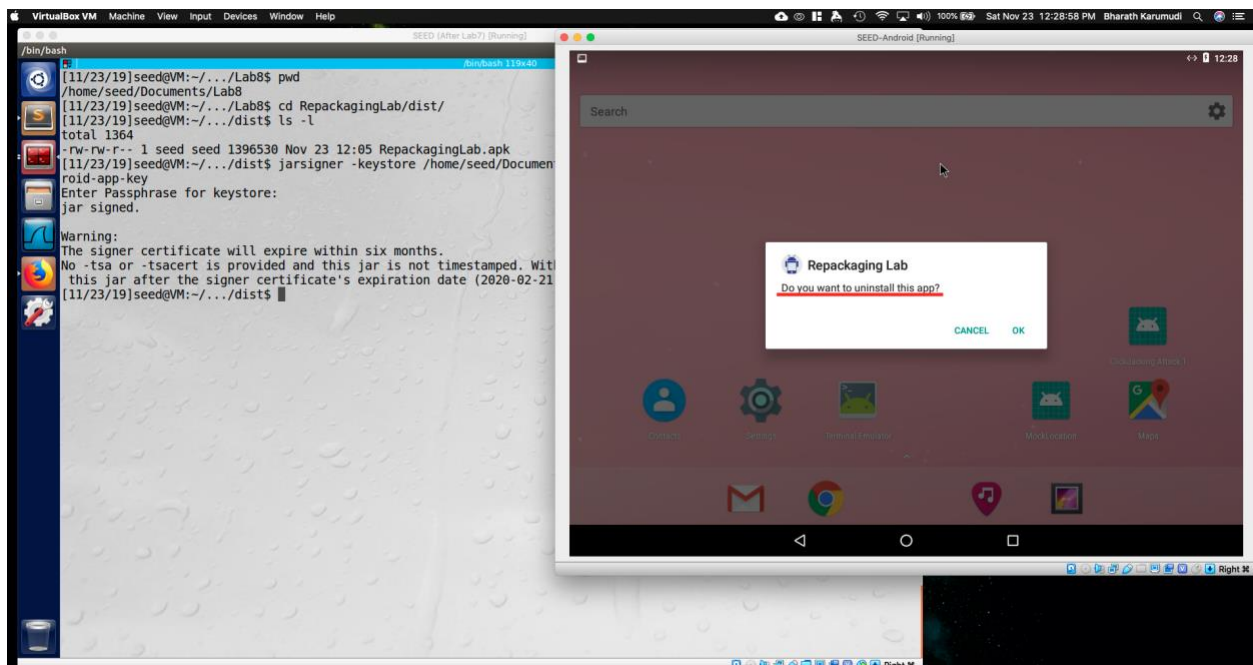 VirtualBox VM Machine View Input Devices Window Help
100% Sat Nov 23 12:28:58 PM Bharath Karumudi
SEED (After Lab7) [Running]
/bin/bash
/bin/bash 119x40
[11/23/19]seed@VM:~/.../Lab8$ pwd
/home/seed/Documents/Lab8
[11/23/19]seed@VM:~/.../Lab8$ cd RepackagingLab/dist/
[11/23/19]seed@VM:~/.../dist$ ls -l
total 1364
-rw-rw-r-- 1 seed seed 1396530 Nov 23 12:05 RepackagingLab.apk
[11/23/19]seed@VM:~/.../dist$ jarsigner -keystore /home/seed/Documen
roid-app-key
Enter Passphrase for keystore:
jar signed.
Warning:
The signer certificate will expire within six months.
No -tsa or -tsacert is provided and this jar is not timestamped. Wit
this jar after the signer certificate's expiration date (2020-02-21
[11/23/19]seed@VM:~/.../dist$
SEED-Android [Running]
12:28
Search
Repackaging Lab
Do you want to uninstall this app?
CANCEL OK
Contacts Settings Terminal Emulator MockLocation Maps
Right ⌘